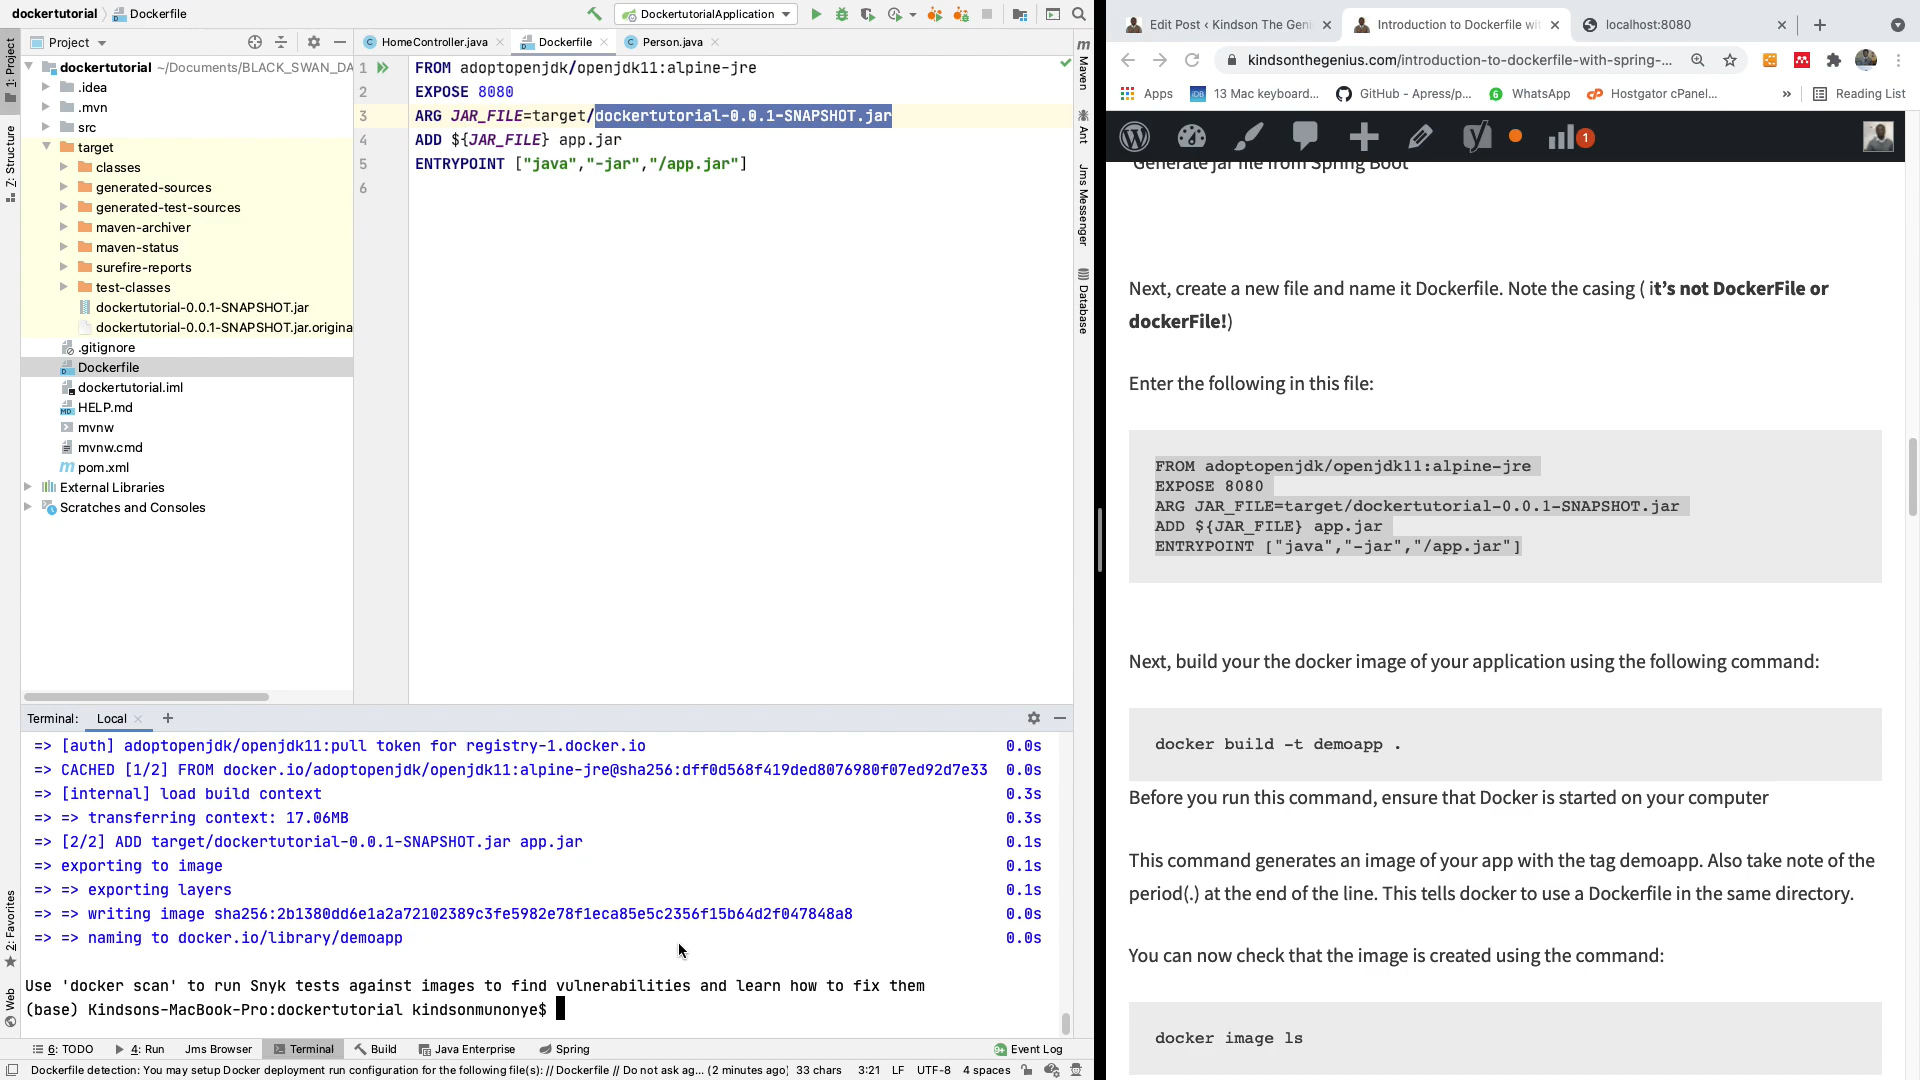 dockertutorial
Dockerfile
DockertutorialApplication
Project
HomeController.java
Dockerfile
Person.java
1: Project
Z: Structure
2: Favorites
Web
dockertutorial ~/Documents/BLACK_SWAN_DA
.idea
.mvn
src
target
classes
generated-sources
generated-test-sources
maven-archiver
maven-status
surefire-reports
test-classes
dockertutorial-0.0.1-SNAPSHOT.jar
dockertutorial-0.0.1-SNAPSHOT.jar.origina
.gitignore
Dockerfile
dockertutorial.iml
HELP.md
mvnw
mvnw.cmd
pom.xml
External Libraries
Scratches and Consoles
1 FROM adoptopenjdk/openjdk11:alpine-jre
2 EXPOSE 8080
3 ARG JAR_FILE=target/dockertutorial-0.0.1-SNAPSHOT.jar
4 ADD ${JAR_FILE} app.jar
5 ENTRYPOINT ["java","-jar","/app.jar"]
6
Maven
Ant
Jms Messenger
Database
Terminal: Local
=> [auth] adoptopenjdk/openjdk11:pull token for registry-1.docker.io 0.0s
=> CACHED [1/2] FROM docker.io/adoptopenjdk/openjdk11:alpine-jre@sha256:dff0d568f419ded8076980f07ed92d7e33 0.0s
=> [internal] load build context 0.3s
=> => transferring context: 17.06MB 0.3s
=> [2/2] ADD target/dockertutorial-0.0.1-SNAPSHOT.jar app.jar 0.1s
=> exporting to image 0.1s
=> => exporting layers 0.1s
=> => writing image sha256:2b1380dd6e1a2a72102389c3fe5982e78f1eca85e5c2356f15b64d2f047848a8 0.0s
=> => naming to docker.io/library/demoapp 0.0s
Use 'docker scan' to run Snyk tests against images to find vulnerabilities and learn how to fix them
(base) Kindsons-MacBook-Pro:dockertutorial kindsonmunonye$
6: TODO 4: Run Jms Browser Terminal Build Java Enterprise Spring Event Log
Dockerfile detection: You may setup Docker deployment run configuration for the following file(s): // Dockerfile // Do not ask ag... (2 minutes ago) 33 chars 3:21 LF UTF-8 4 spaces
Edit Post ‹ Kindson The Geni
Introduction to Dockerfile wit
localhost:8080
kindsonthegenius.com/introduction-to-dockerfile-with-spring-...
Apps 13 Mac keyboard... GitHub - Apress/p... WhatsApp Hostgator cPanel... » Reading List
1
Generate jar file from Spring Boot
Next, create a new file and name it Dockerfile. Note the casing ( it's not DockerFile or
dockerFile!)
Enter the following in this file:
FROM adoptopenjdk/openjdk11:alpine-jre
EXPOSE 8080
ARG JAR_FILE=target/dockertutorial-0.0.1-SNAPSHOT.jar
ADD ${JAR_FILE} app.jar
ENTRYPOINT ["java","-jar","/app.jar"]
Next, build your the docker image of your application using the following command:
docker build -t demoapp .
Before you run this command, ensure that Docker is started on your computer
This command generates an image of your app with the tag demoapp. Also take note of the
period(.) at the end of the line. This tells docker to use a Dockerfile in the same directory.
You can now check that the image is created using the command:
docker image ls